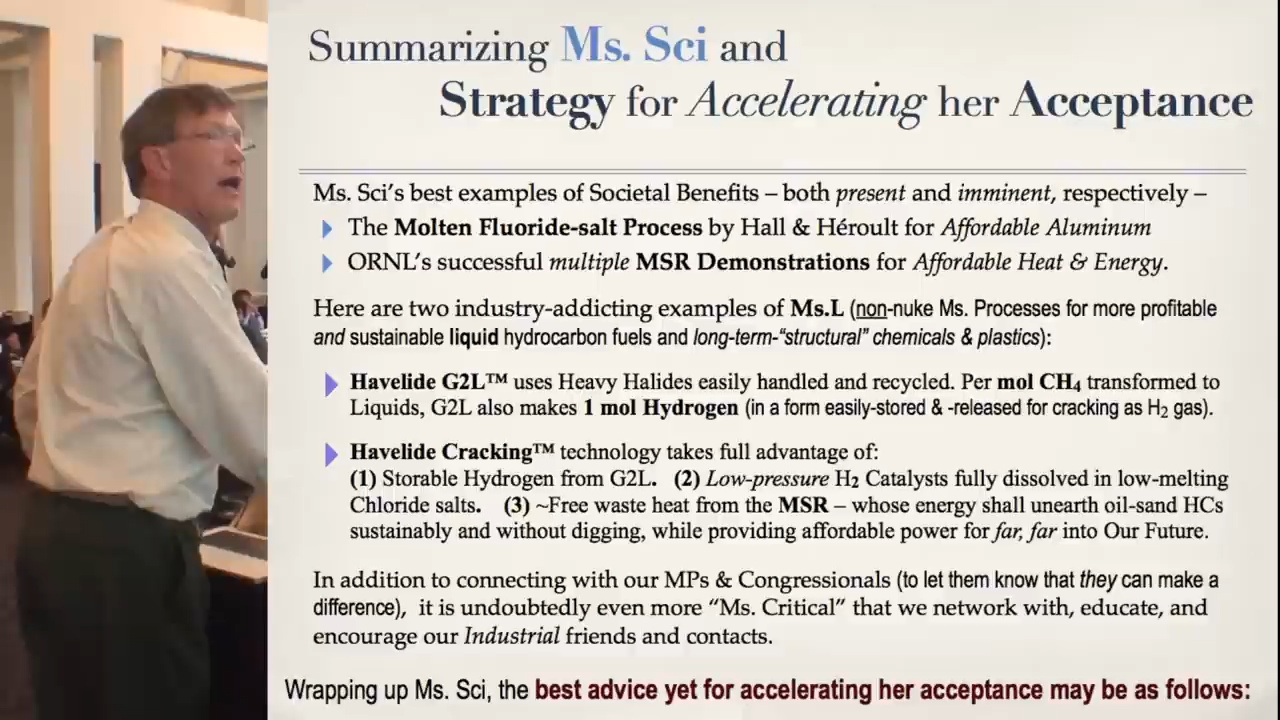 Summarizing Ms. Sci and
Strategy for Accelerating her Acceptance
Ms. Sci's best examples of Societal Benefits – both present and imminent, respectively –
The Molten Fluoride-salt Process by Hall & Héroult for Affordable Aluminum
ORNL's successful multiple MSR Demonstrations for Affordable Heat & Energy.
Here are two industry-addicting examples of Ms.L (non-nuke Ms. Processes for more profitable
and sustainable liquid hydrocarbon fuels and long-term-“structural” chemicals & plastics):
Havelide G2L™ uses Heavy Halides easily handled and recycled. Per mol CH₄ transformed to
Liquids, G2L also makes 1 mol Hydrogen (in a form easily-stored & -released for cracking as H₂ gas).
Havelide Cracking™ technology takes full advantage of:
(1) Storable Hydrogen from G2L. (2) Low-pressure H₂ Catalysts fully dissolved in low-melting
Chloride salts. (3) ~Free waste heat from the MSR – whose energy shall unearth oil-sand HCs
sustainably and without digging, while providing affordable power for far, far into Our Future.
In addition to connecting with our MPs & Congressionals (to let them know that they can make a
difference), it is undoubtedly even more “Ms. Critical” that we network with, educate, and
encourage our Industrial friends and contacts.
Wrapping up Ms. Sci, the best advice yet for accelerating her acceptance may be as follows: